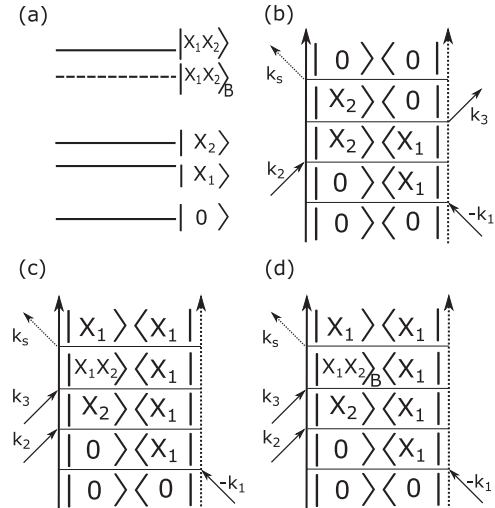 (a)
|X₁X₂⟩
|X₁X₂⟩B
|X₂⟩
|X₁⟩
|0⟩
(b)
kₛ
|0⟩⟨0|
|X₂⟩⟨0|
k₃
|X₂⟩⟨X₁|
k₂
|0⟩⟨X₁|
-k₁
|0⟩⟨0|
(c)
kₛ
|X₁⟩⟨X₁|
|X₁X₂⟩⟨X₁|
k₃
|X₂⟩⟨X₁|
k₂
|0⟩⟨X₁|
-k₁
|0⟩⟨0|
(d)
kₛ
|X₁⟩⟨X₁|
|X₁X₂⟩B⟨X₁|
k₃
|X₂⟩⟨X₁|
k₂
|0⟩⟨X₁|
-k₁
|0⟩⟨0|